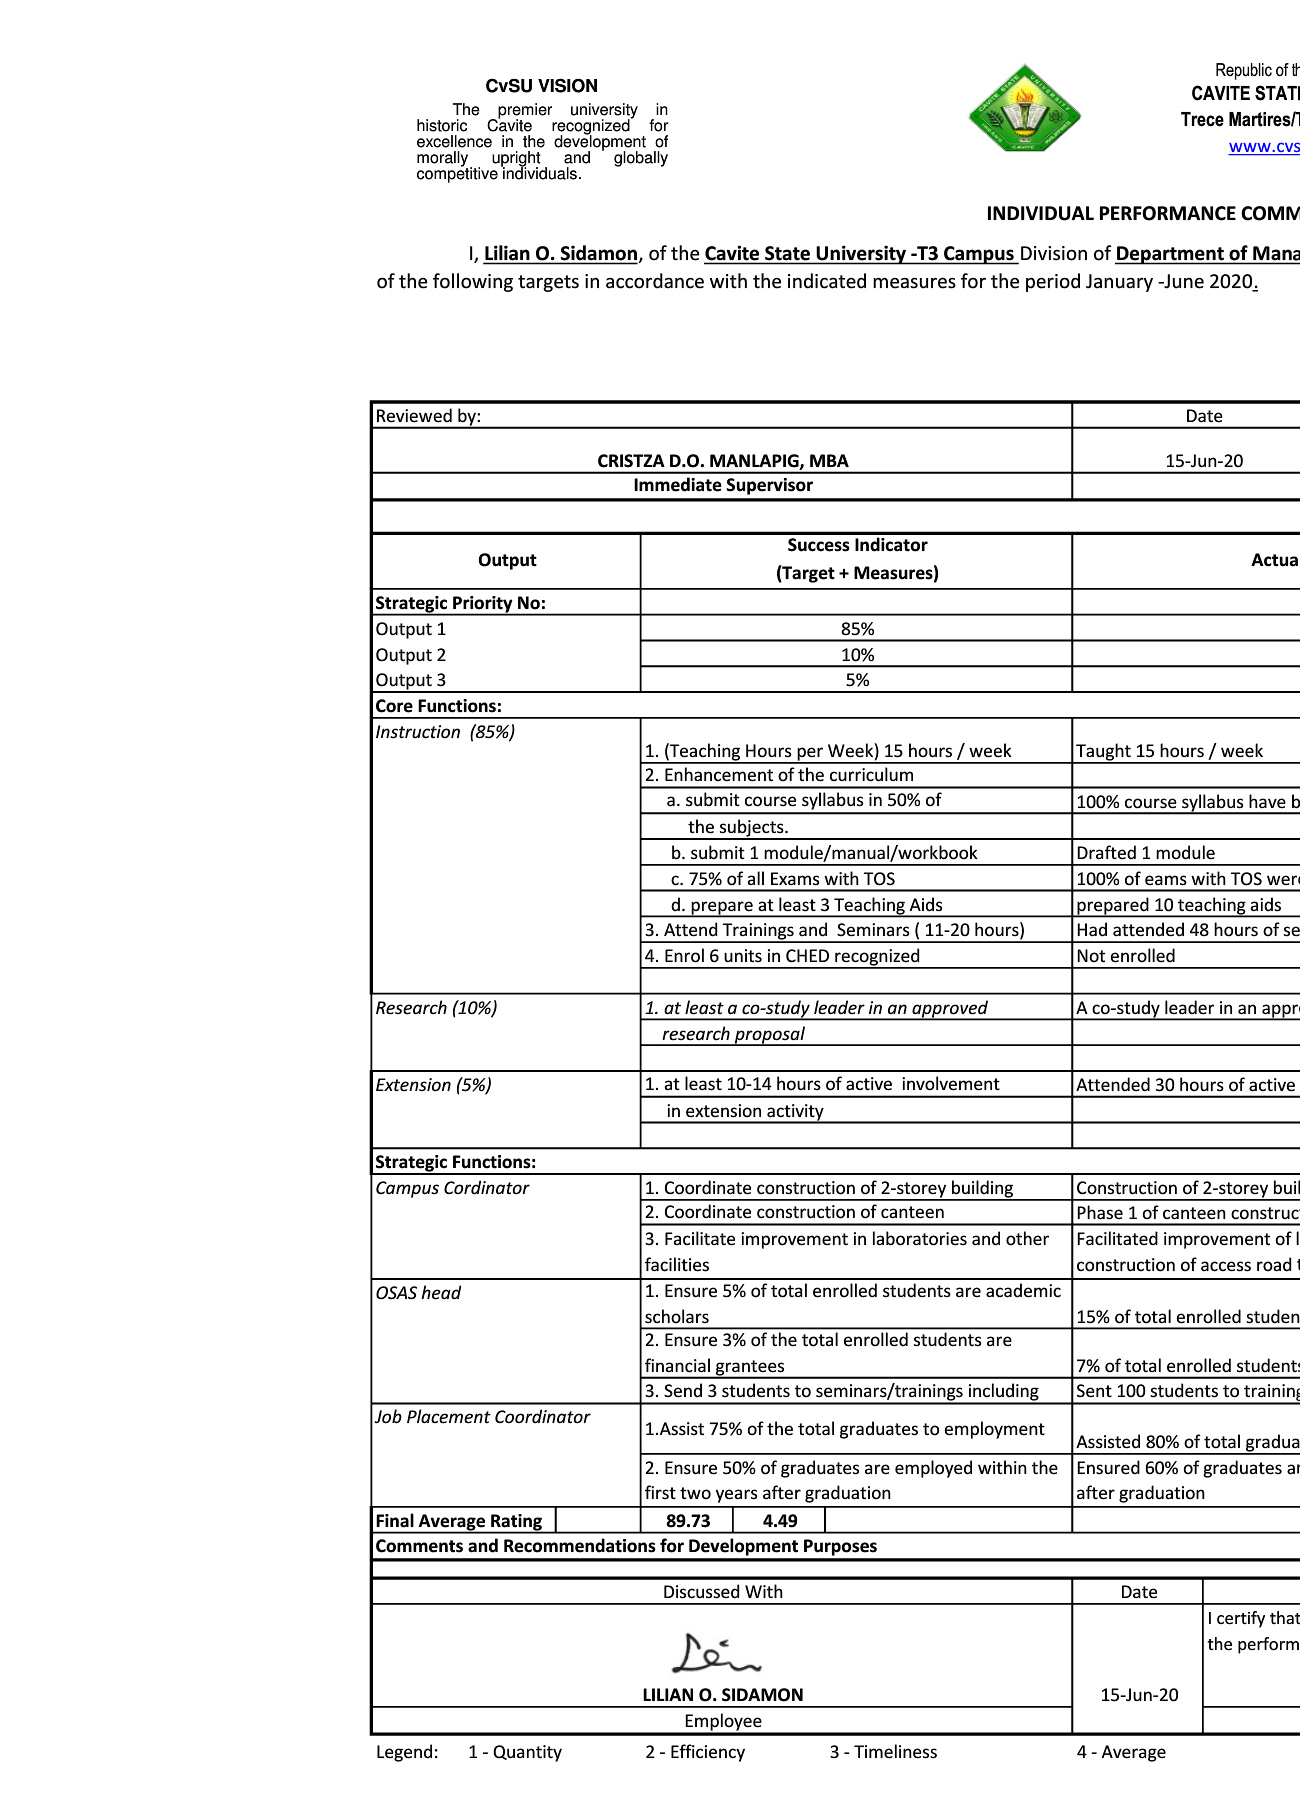 CvSU VISION
The premier university in
historic Cavite recognized for
excellence in the development of
morally upright and globally
competitive individuals.
Republic of th
CAVITE STATE
Trece Martires/T
www.cvs
INDIVIDUAL PERFORMANCE COMM
I, Lilian O. Sidamon, of the Cavite State University -T3 Campus Division of Department of Mana
of the following targets in accordance with the indicated measures for the period January -June 2020.
Reviewed by: Date
CRISTZA D.O. MANLAPIG, MBA 15-Jun-20
Immediate Supervisor
Output Success Indicator (Target + Measures) Actua
Strategic Priority No:
Output 1 85%
Output 2 10%
Output 3 5%
Core Functions:
Instruction (85%)
1. (Teaching Hours per Week) 15 hours / week Taught 15 hours / week
2. Enhancement of the curriculum
a. submit course syllabus in 50% of 100% course syllabus have b
the subjects.
b. submit 1 module/manual/workbook Drafted 1 module
c. 75% of all Exams with TOS 100% of eams with TOS were
d. prepare at least 3 Teaching Aids prepared 10 teaching aids
3. Attend Trainings and Seminars ( 11-20 hours) Had attended 48 hours of se
4. Enrol 6 units in CHED recognized Not enrolled
Research (10%) 1. at least a co-study leader in an approved A co-study leader in an appr
research proposal
Extension (5%) 1. at least 10-14 hours of active involvement Attended 30 hours of active
in extension activity
Strategic Functions:
Campus Cordinator 1. Coordinate construction of 2-storey building Construction of 2-storey buil
2. Coordinate construction of canteen Phase 1 of canteen construc
3. Facilitate improvement in laboratories and other Facilitated improvement of l
facilities construction of access road t
OSAS head 1. Ensure 5% of total enrolled students are academic
scholars 15% of total enrolled studen
2. Ensure 3% of the total enrolled students are
financial grantees 7% of total enrolled students
3. Send 3 students to seminars/trainings including Sent 100 students to training
Job Placement Coordinator
1.Assist 75% of the total graduates to employment
Assisted 80% of total gradua
2. Ensure 50% of graduates are employed within the Ensured 60% of graduates ar
first two years after graduation after graduation
Final Average Rating 89.73 4.49
Comments and Recommendations for Development Purposes
Discussed With Date
I certify that
the perform
LILIAN O. SIDAMON 15-Jun-20
Employee
Legend: 1 - Quantity 2 - Efficiency 3 - Timeliness 4 - Average